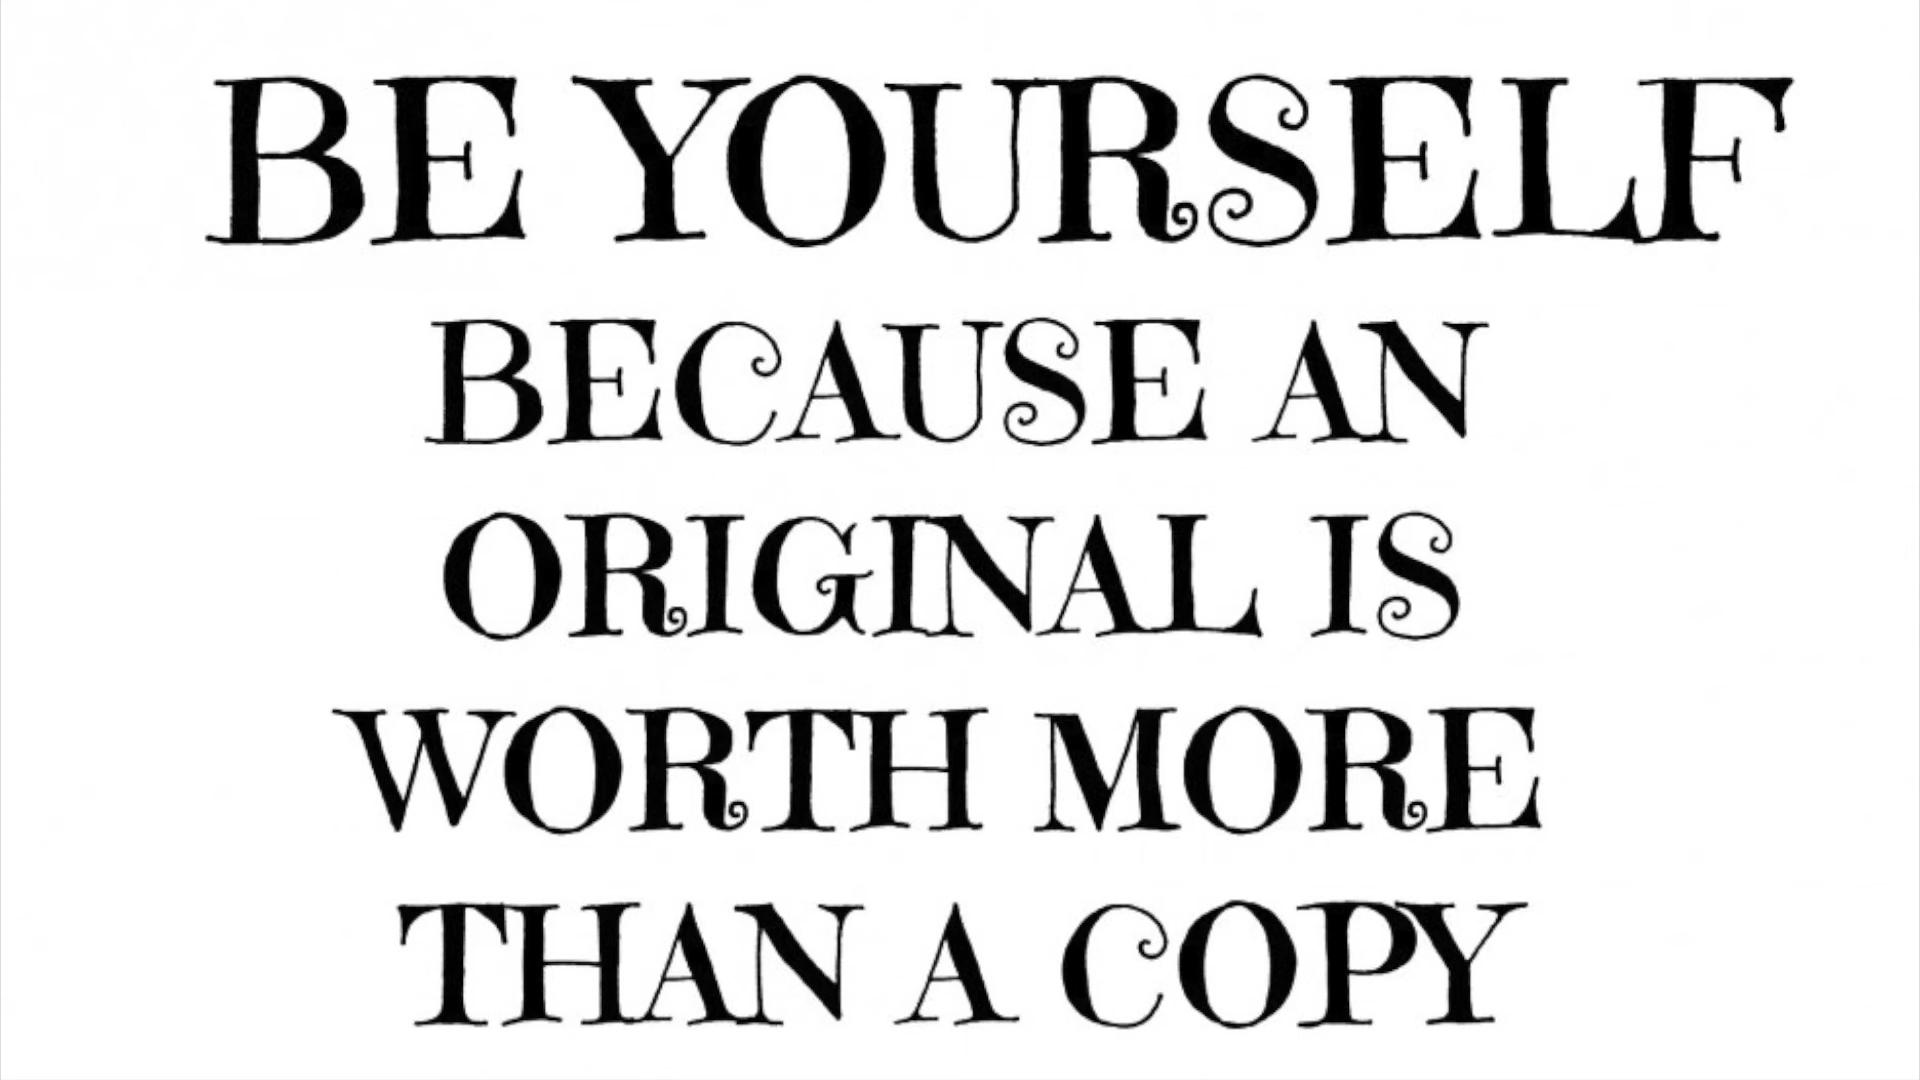 BE YOURSELF
BECAUSE AN
ORIGINAL IS
WORTH MORE
THAN A COPY